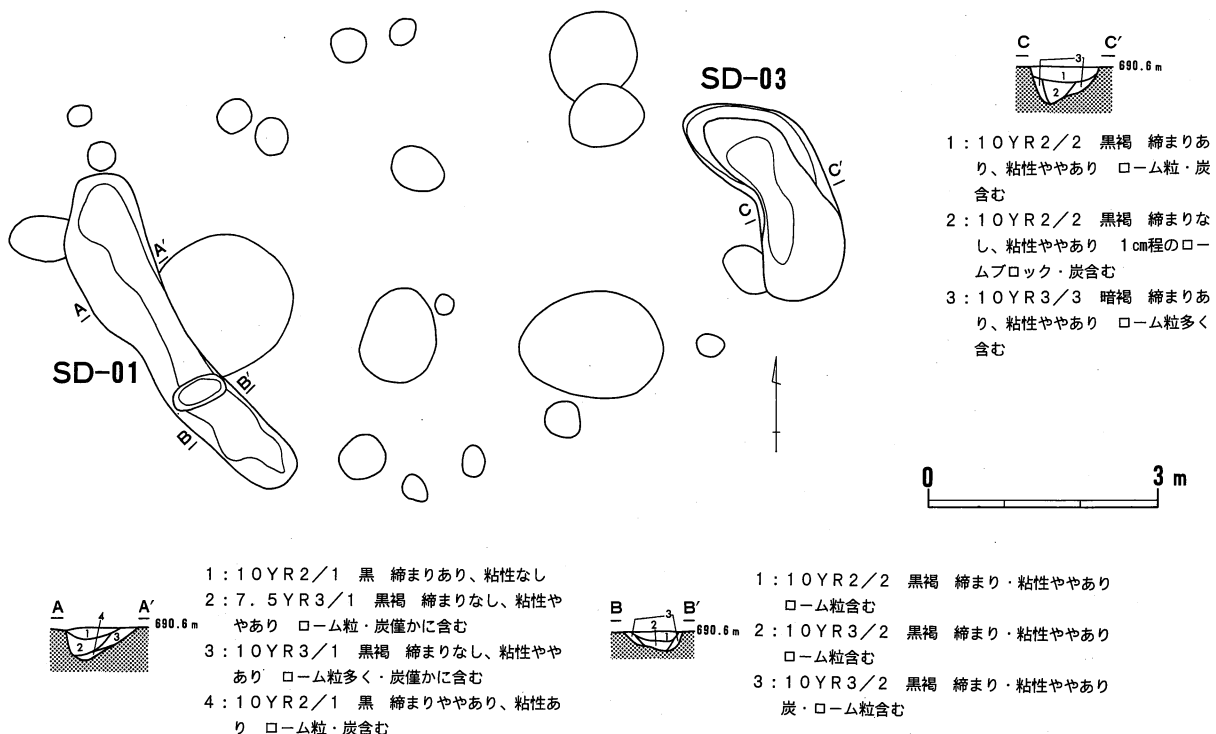 SD-03
C′
C
A′
A
SD-01
B′
B
C C′
3
690.6m
1
2
1：10YR2／2 黒褐 締まりあ
り、粘性ややあり ローム粒・炭
含む
2：10YR2／2 黒褐 締まりな
し、粘性ややあり 1㎝程のロー
ムブロック・炭含む
3：10YR3／3 暗褐 締まりあ
り、粘性ややあり ローム粒多く
含む
0 3 m
A A′
4
690.6m
1
2
3
1：10YR2／1 黒 締まりあり、粘性なし
2：7．5YR3／1 黒褐 締まりなし、粘性や
ややあり ローム粒・炭僅かに含む
3：10YR3／1 黒褐 締まりなし、粘性やや
あり ローム粒多く・炭僅かに含む
4：10YR2／1 黒 締まりややあり、粘性あ
り ローム粒・炭含む
B B′
3
2
690.6m
1
1：10YR2／2 黒褐 締まり・粘性ややあり
ローム粒含む
2：10YR3／2 黒褐 締まり・粘性ややあり
ローム粒含む
3：10YR3／2 黒褐 締まり・粘性ややあり
炭・ローム粒含む